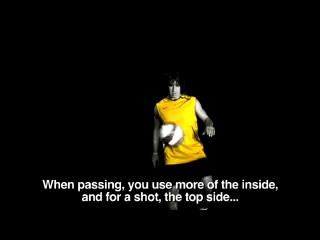 When passing, you use more of the inside,
and for a shot, the top side...